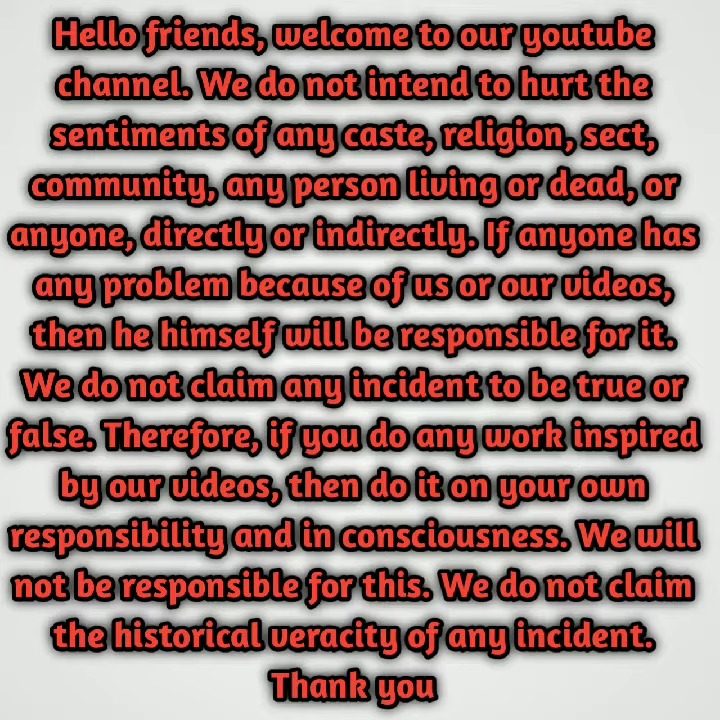 Hello friends, welcome to our youtube
channel. We do not intend to hurt the
sentiments of any caste, religion, sect,
community, any person living or dead, or
anyone, directly or indirectly. If anyone has
any problem because of us or our videos,
then he himself will be responsible for it.
We do not claim any incident to be true or
false. Therefore, if you do any work inspired
by our videos, then do it on your own
responsibility and in consciousness. We will
not be responsible for this. We do not claim
the historical veracity of any incident.
Thank you